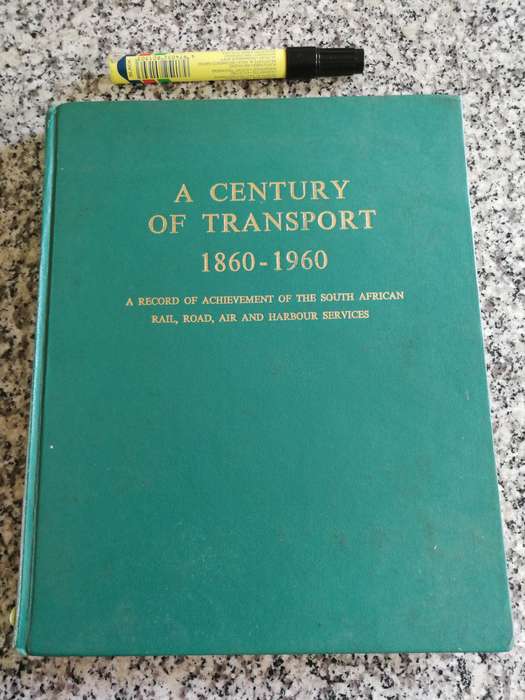 A CENTURY
OF TRANSPORT
1860-1960
A RECORD OF ACHIEVEMENT OF THE SOUTH AFRICAN
RAIL, ROAD, AIR AND HARBOUR SERVICES